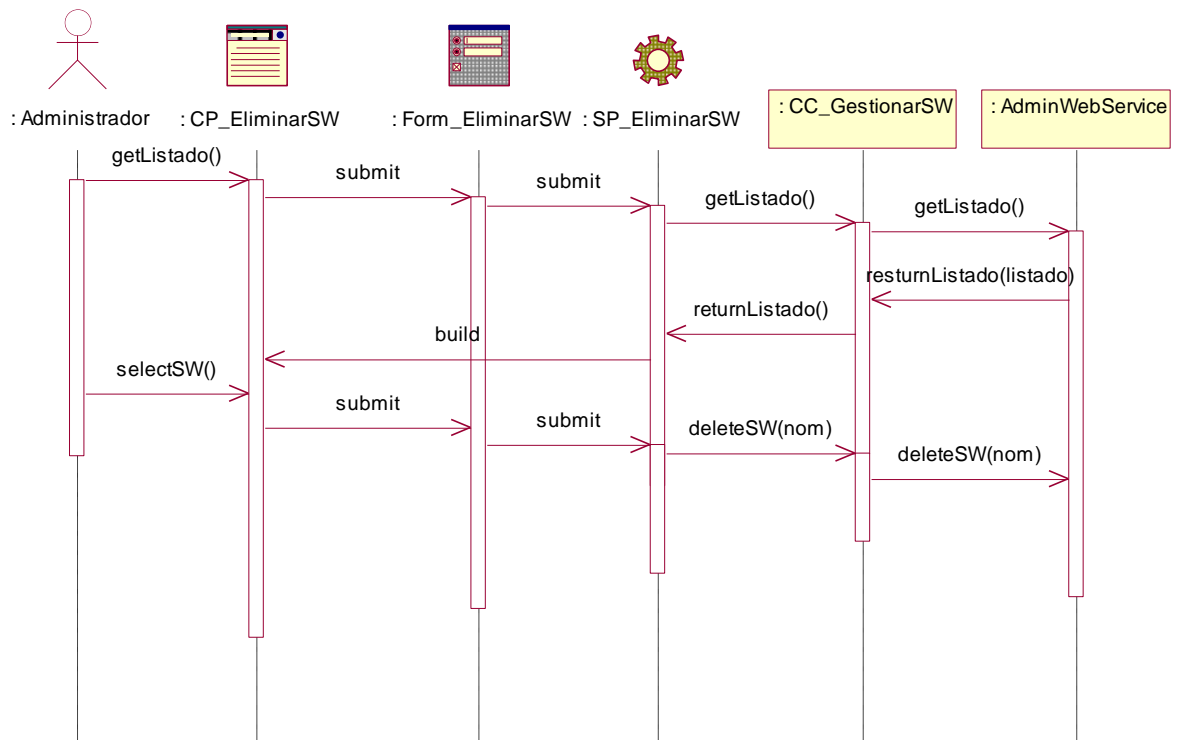 : Administrador
: CP_EliminarSW
: Form_EliminarSW
: SP_EliminarSW
: CC_GestionarSW
: AdminWebService
getListado()
submit
submit
getListado()
getListado()
resturnListado(listado)
returnListado()
build
selectSW()
submit
submit
deleteSW(nom)
deleteSW(nom)